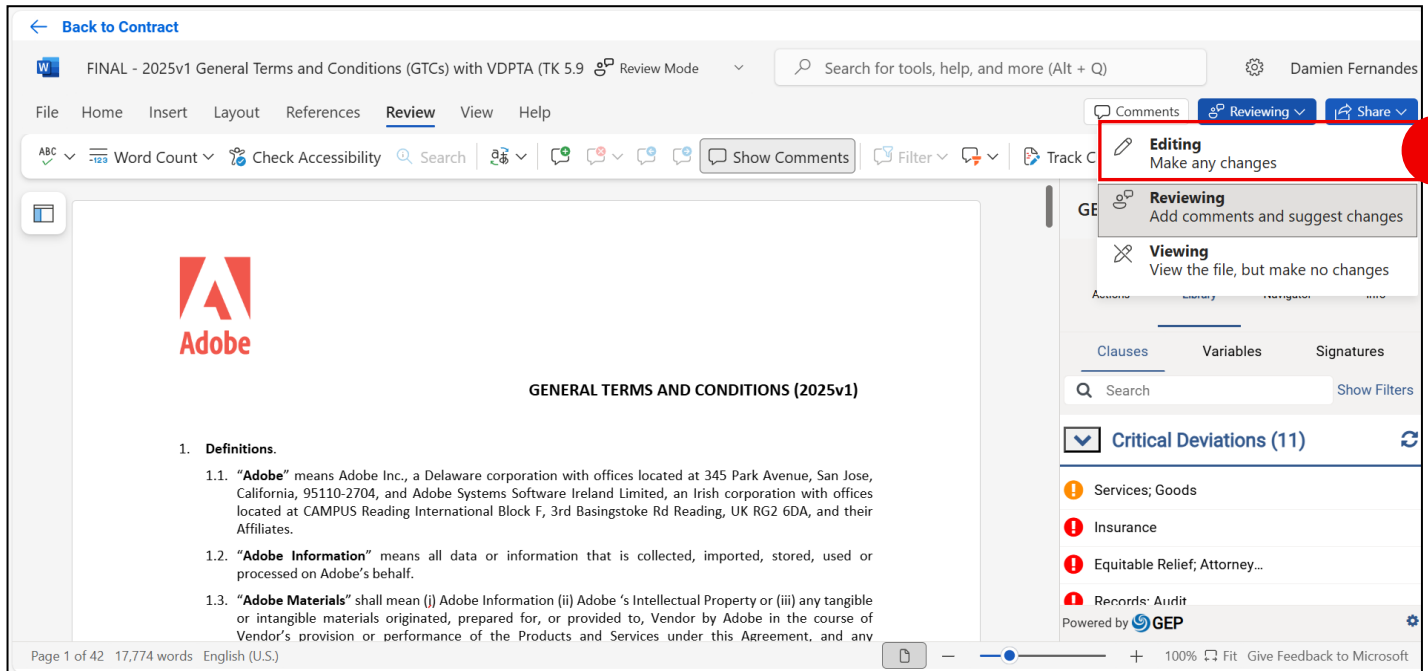 Back to Contract
FINAL - 2025v1 General Terms and Conditions (GTCs) with VDPTA (TK 5.9 Review Mode
Search for tools, help, and more (Alt + Q)
Damien Fernandes
File Home Insert Layout References Review View Help
Comments Reviewing Share
ABC Word Count Check Accessibility Search Show Comments Filter Track C
Editing
Make any changes
Reviewing
Add comments and suggest changes
Viewing
View the file, but make no changes
GE
Actions Library Navigator Info
Clauses Variables Signatures
Search Show Filters
Critical Deviations (11)
Services; Goods
Insurance
Equitable Relief; Attorney...
Records; Audit
Powered by GEP
Adobe
GENERAL TERMS AND CONDITIONS (2025v1)
1. Definitions.
1.1. “Adobe” means Adobe Inc., a Delaware corporation with offices located at 345 Park Avenue, San Jose,
California, 95110-2704, and Adobe Systems Software Ireland Limited, an Irish corporation with offices
located at CAMPUS Reading International Block F, 3rd Basingstoke Rd Reading, UK RG2 6DA, and their
Affiliates.
1.2. “Adobe Information” means all data or information that is collected, imported, stored, used or
processed on Adobe’s behalf.
1.3. “Adobe Materials” shall mean (i) Adobe Information (ii) Adobe ‘s Intellectual Property or (iii) any tangible
or intangible materials originated, prepared for, or provided to, Vendor by Adobe in the course of
Vendor’s provision or performance of the Products and Services under this Agreement, and any
Page 1 of 42 17,774 words English (U.S.)
100% Fit Give Feedback to Microsoft